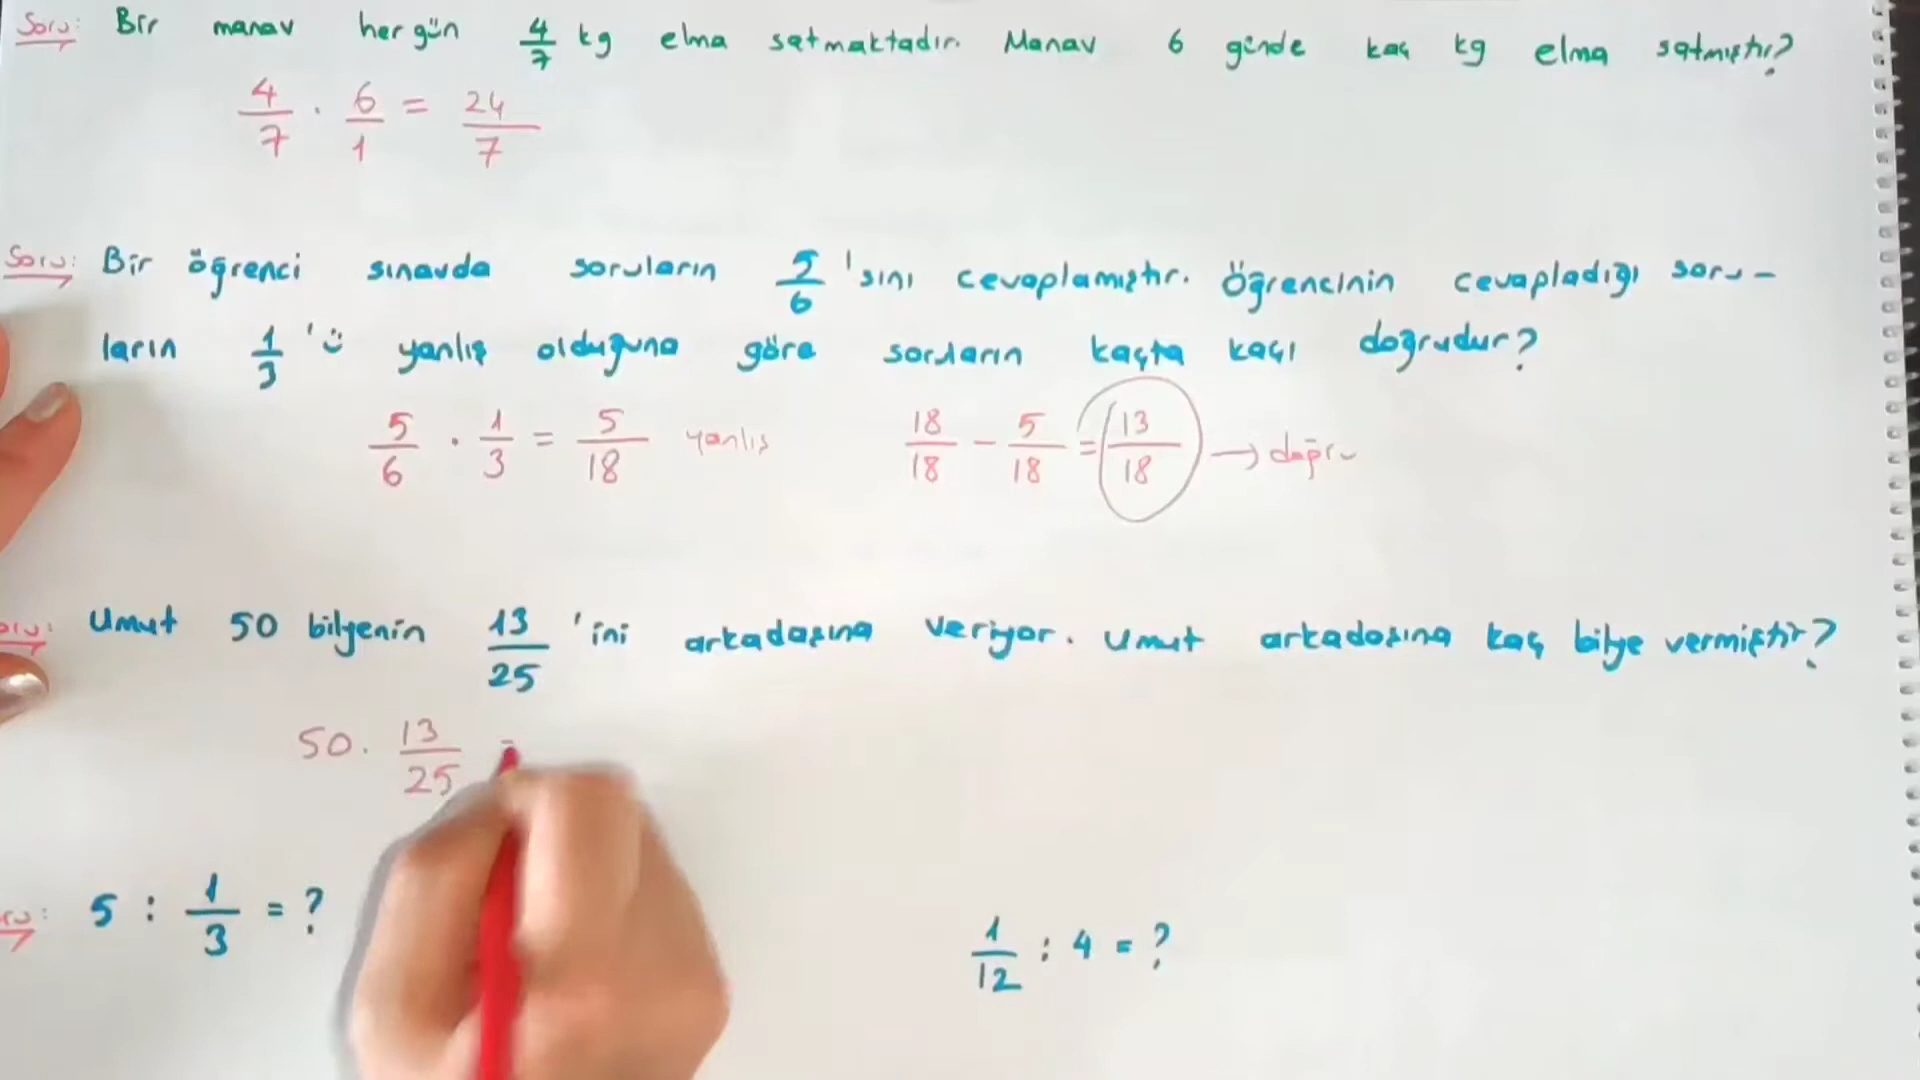 Soru: Bir manav hergün 4/7 kg elma satmaktadır. Manav 6 günde kaç kg elma satmıştır?
4/7 · 6/1 = 24/7
Soru: Bir öğrenci sınavda soruların 5/6 'sını cevaplamıştır. Öğrencinin cevapladığı soru-
ların 1/3 'ü yanlış olduğuna göre soruların kaçta kaçı doğrudur?
5/6 · 1/3 = 5/18 yanlış 18/18 - 5/18 = 13/18 → doğru
oru: Umut 50 bilyenin 13/25 'ini arkadaşına veriyor. Umut arkadaşına kaç bilye vermiştir?
50 · 13/25 =
ru: 5 : 1/3 = ? 1/12 : 4 = ?